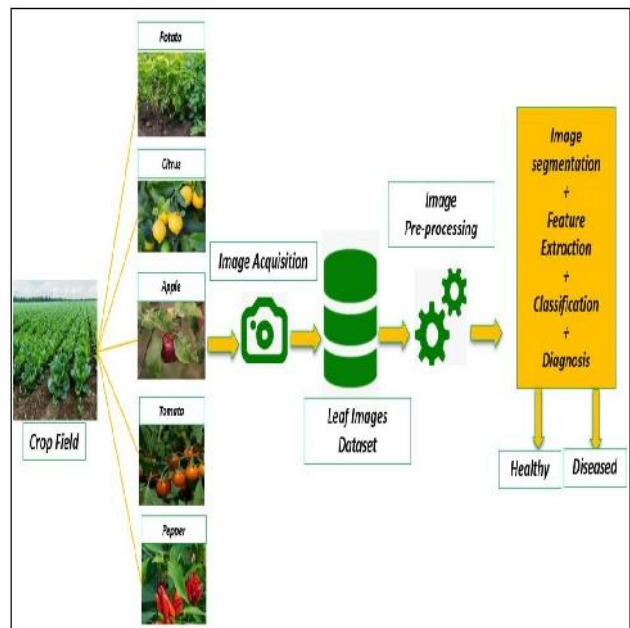 Potato
Citrus
Apple
Tomato
Pepper
Crop Field
Image Acquisition
Leaf Images
Dataset
Image
Pre-processing
Image
segmentation
+
Feature
Extraction
+
Classification
+
Diagnosis
Healthy
Diseased